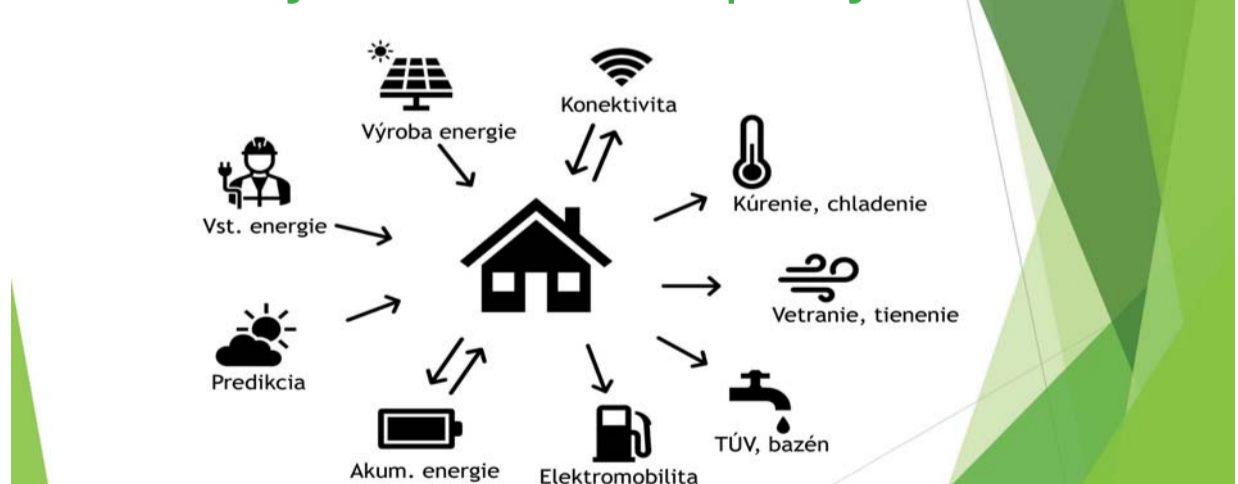 Konektivita
Výroba energie
Kúrenie, chladenie
Vst. energie
Vetranie, tienenie
Predikcia
TÚV, bazén
Akum. energie
Elektromobilita